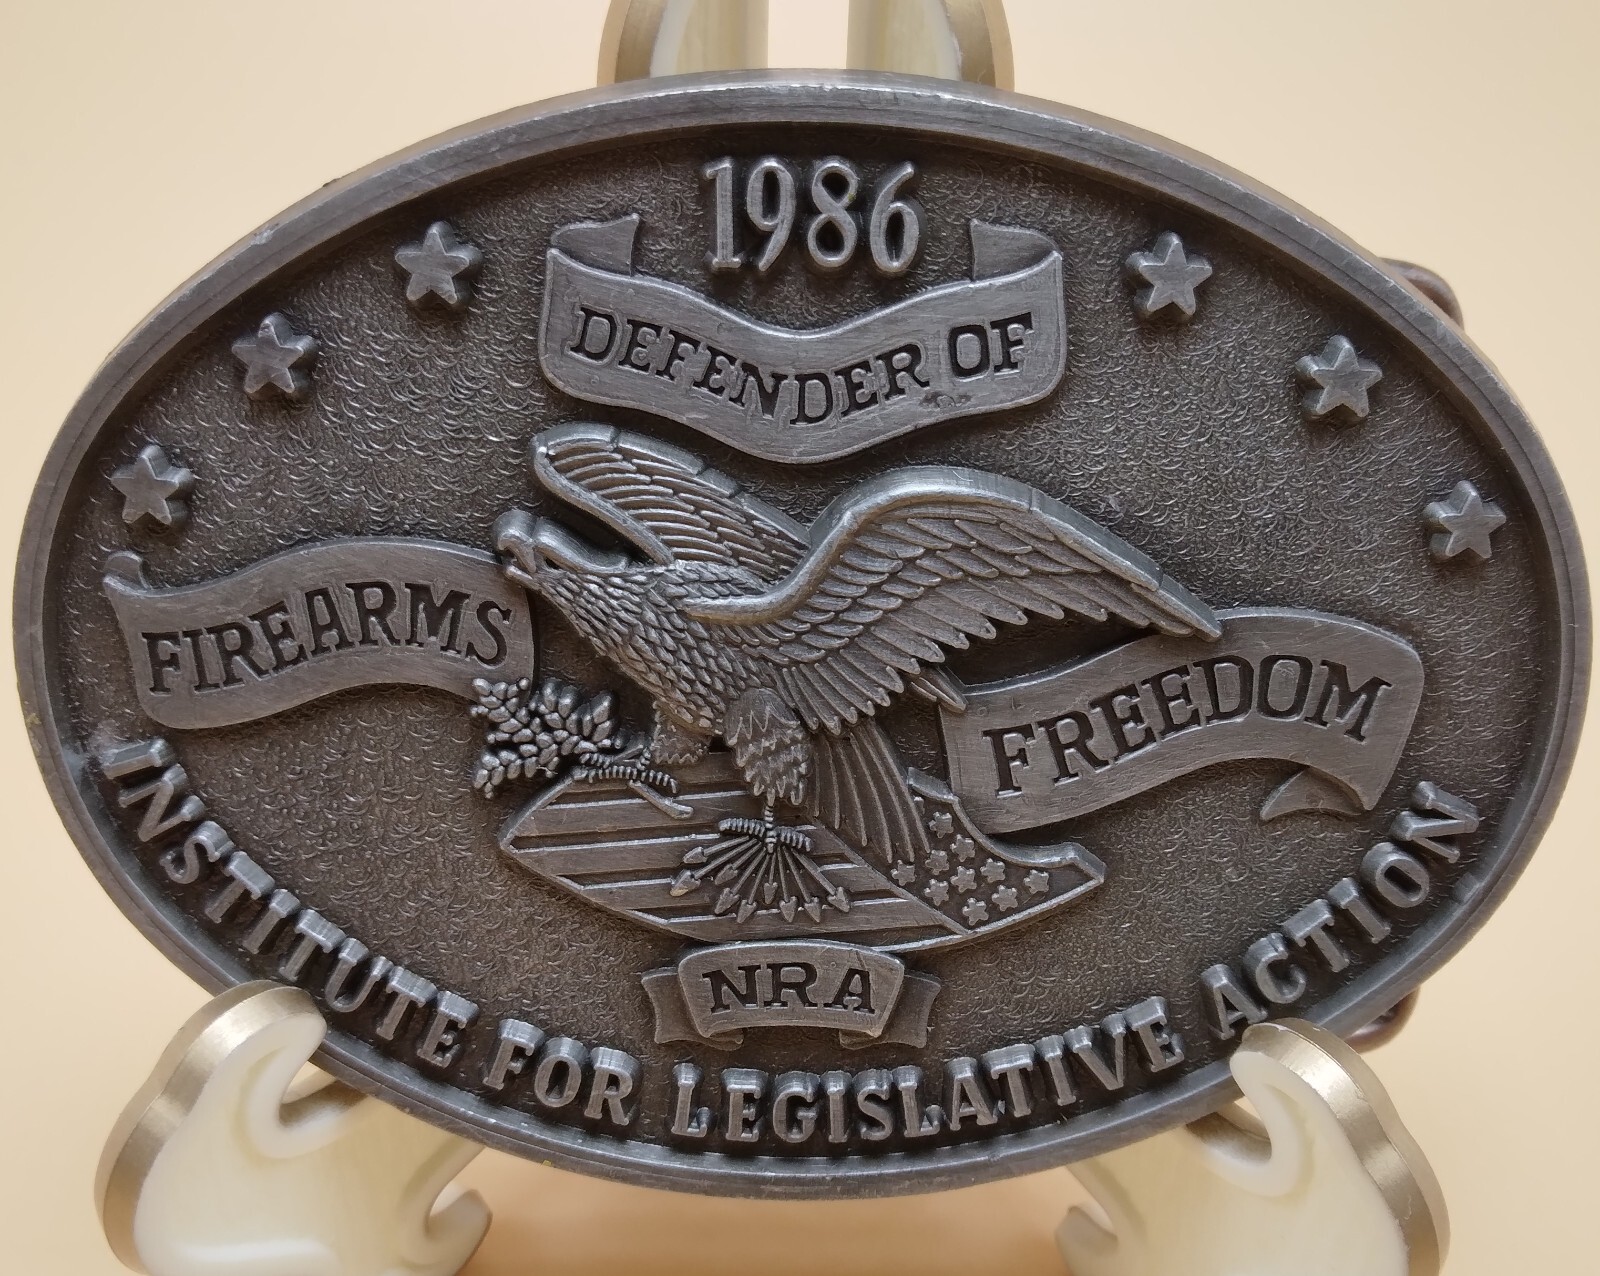 1986
DEFENDER OF
FIREARMS
FREEDOM
NRA
INSTITUTE FOR LEGISLATIVE ACTION